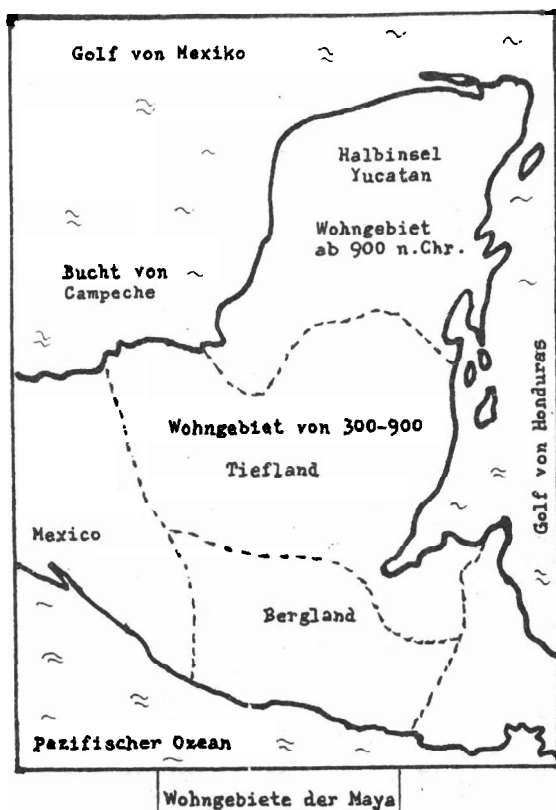 Golf von Mexiko
Halbinsel
Yucatan
Wohngebiet
ab 900 n.Chr.
Bucht von
Campeche
Golf von Honduras
Wohngebiet von 300-900
Tiefland
Mexico
Bergland
Pazifischer Ozean
Wohngebiete der Maya